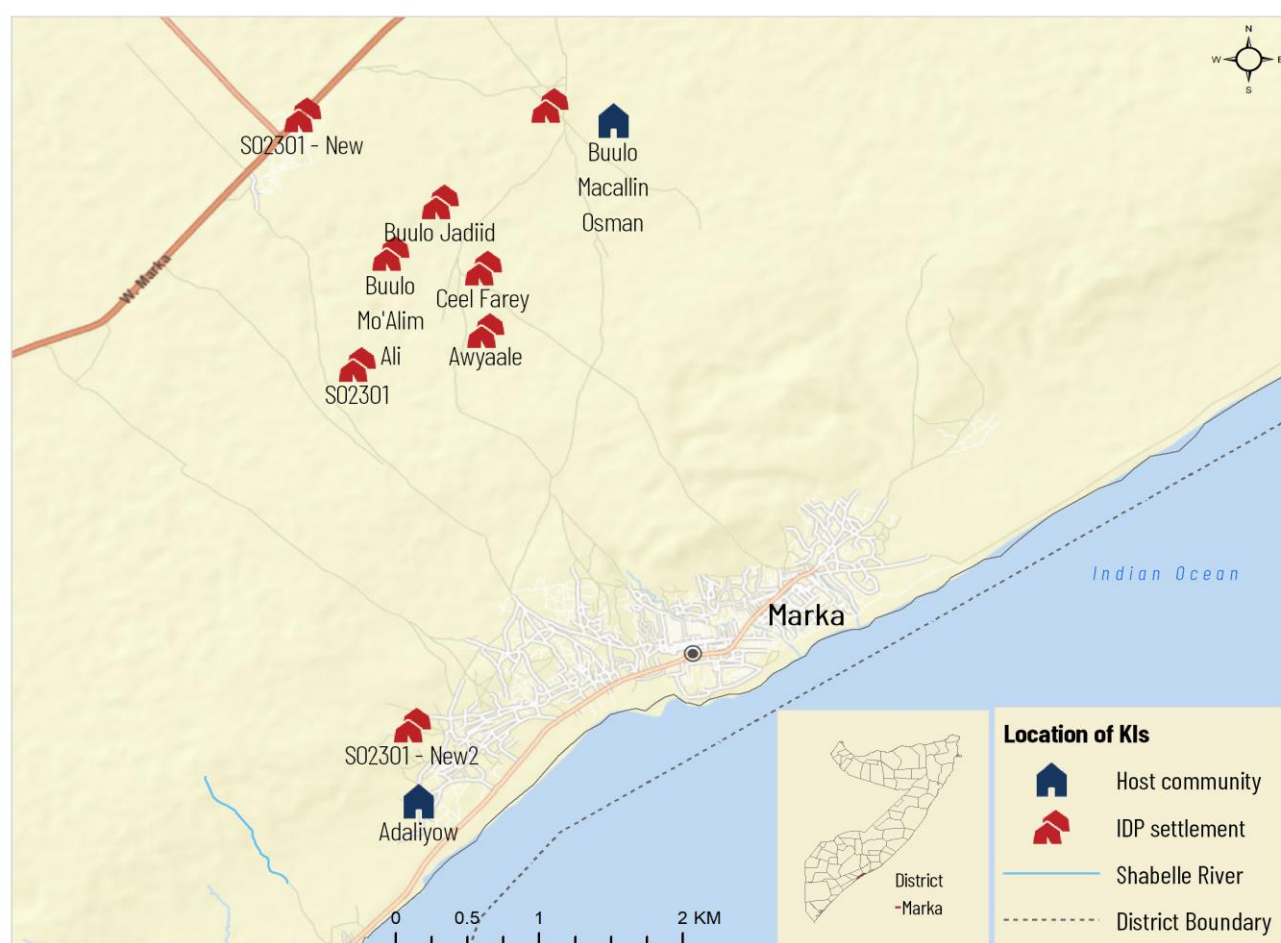 N
W
E
S
S02301 - New
Buulo
Macallin
Osman
Buulo Jadiid
Buulo
Mo'Alim
Ali
Ceel Farey
W. Marka
Awyaale
S02301
Indian Ocean
Marka
S02301 - New2
Adaliyow
0 0.5 1 2 KM
District
Marka
Location of KIs
Host community
IDP settlement
Shabelle River
District Boundary